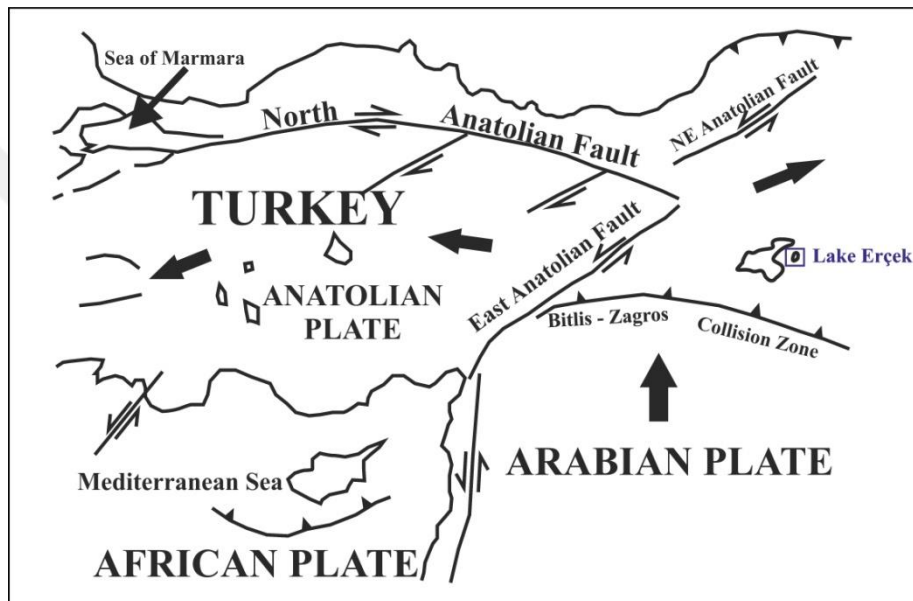 Sea of Marmara
North
Anatolian Fault
NE Anatolian Fault
TURKEY
East Anatolian Fault
Lake Erçek
ANATOLIAN
PLATE
Bitlis - Zagros
Collision Zone
ARABIAN PLATE
Mediterranean Sea
AFRICAN PLATE